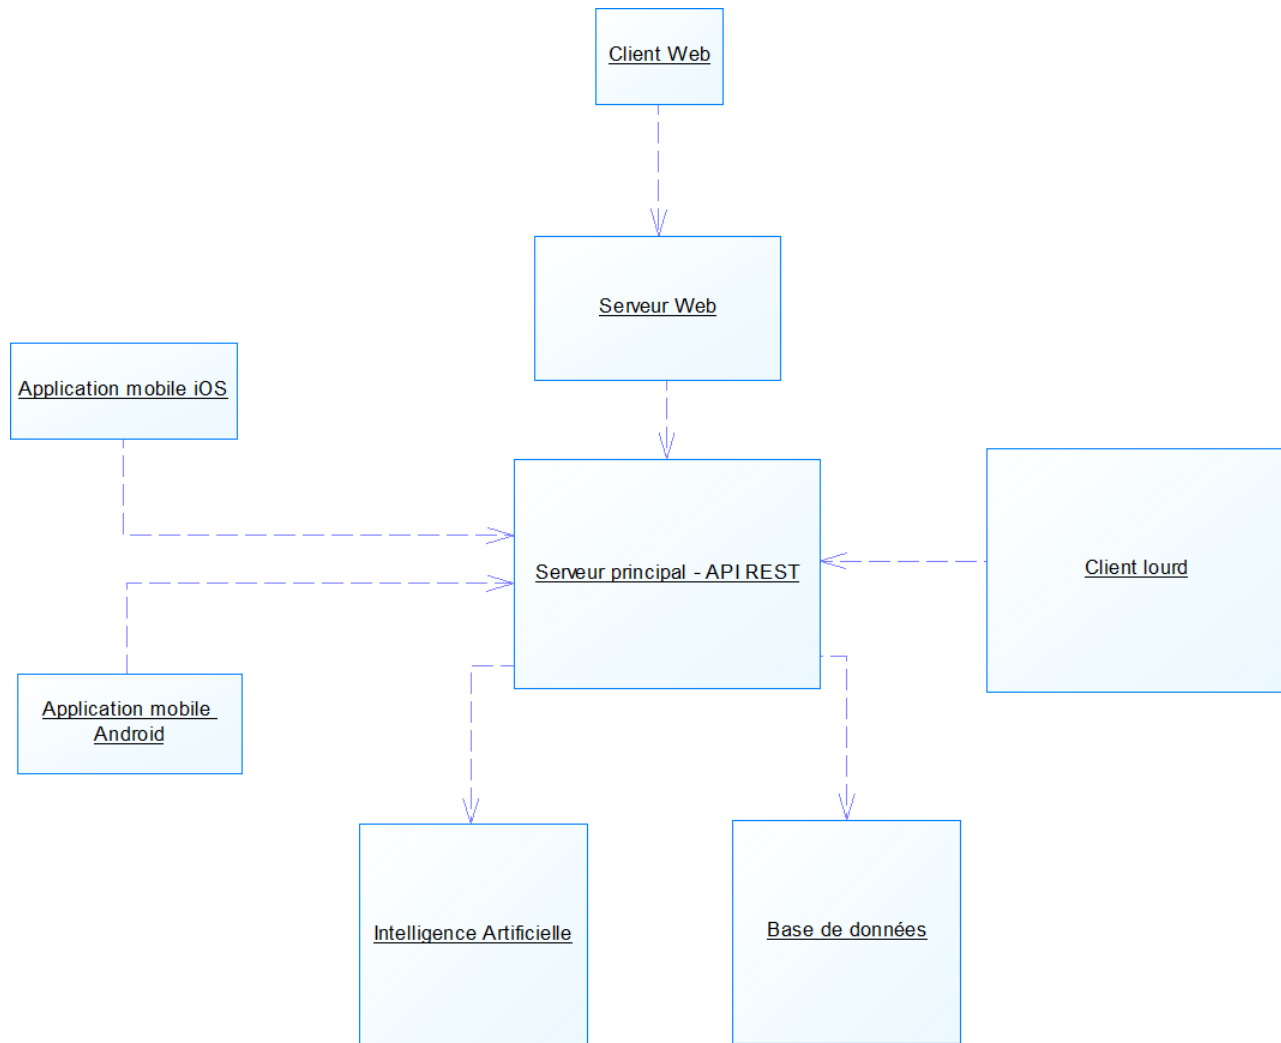 Client Web
Serveur Web
Application mobile iOS
Serveur principal - API REST
Client lourd
Application mobile
Android
Intelligence Artificielle
Base de données